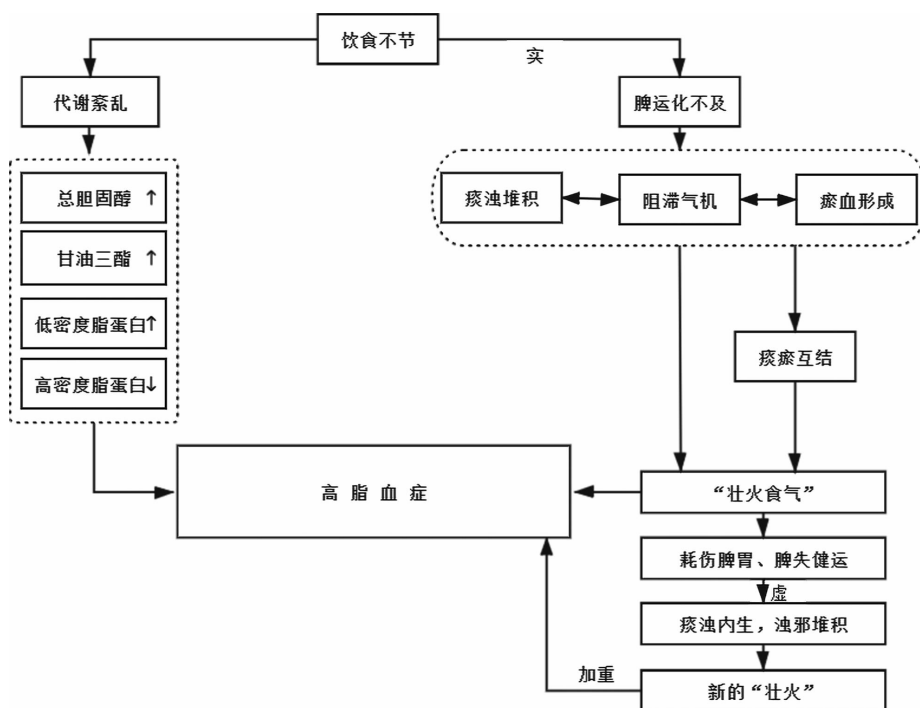 饮食不节
实
代谢紊乱
脾运化不及
总胆固醇 ↑
甘油三酯 ↑
低密度脂蛋白↑
高密度脂蛋白↓
痰浊堆积
阻滞气机
瘀血形成
痰瘀互结
高脂血症
“壮火食气”
耗伤脾胃、脾失健运
虚
痰浊内生，浊邪堆积
加重
新的“壮火”